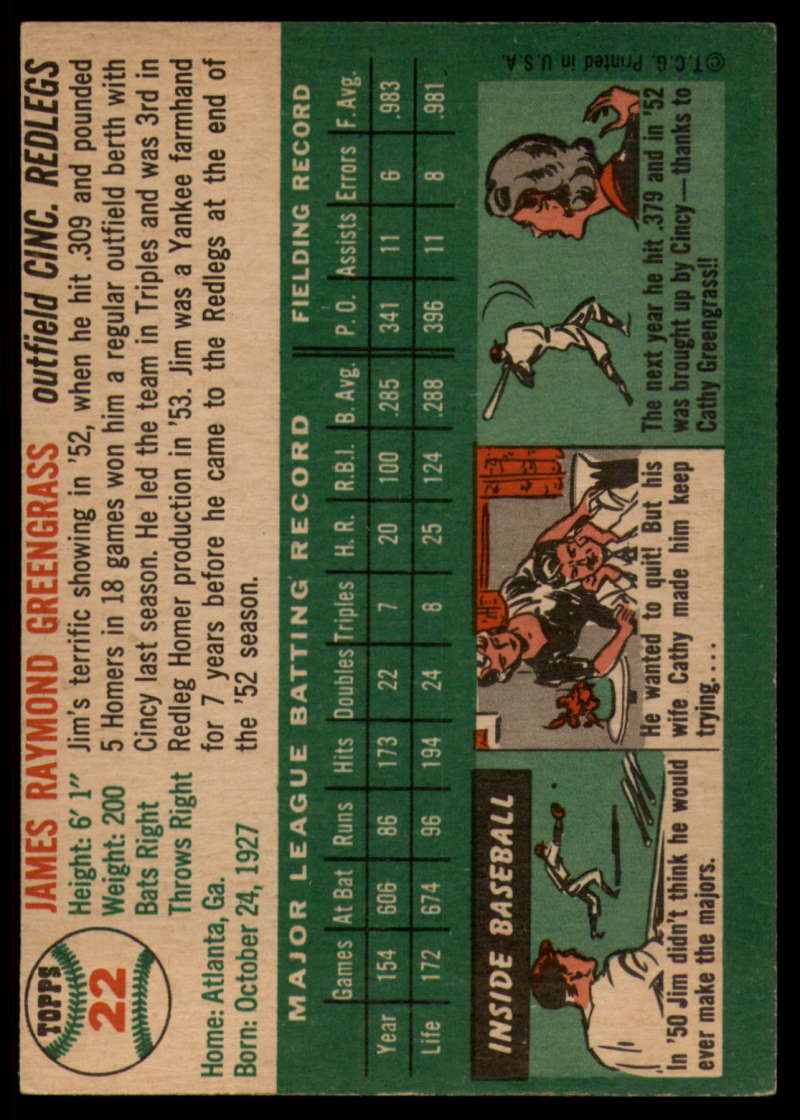 TOPPS
22
JAMES RAYMOND GREENGRASS outfield CINC. REDLEGS
Height: 6' 1"
Weight: 200
Bats Right
Throws Right
Home: Atlanta, Ga.
Born: October 24, 1927
Jim's terrific showing in '52, when he hit .309 and pounded
5 Homers in 18 games won him a regular outfield berth with
Cincy last season. He led the team in Triples and was 3rd in
Redleg Homer production in '53. Jim was a Yankee farmhand
for 7 years before he came to the Redlegs at the end of
the '52 season.
MAJOR LEAGUE BATTING RECORD FIELDING RECORD
Games At Bat Runs Hits Doubles Triples H. R. R.B.I. B. Avg. P. O. Assists Errors F. Avg.
Year 154 606 86 173 22 7 20 100 .285 341 11 6 .983
Life 172 674 96 194 24 8 25 124 .288 396 11 8 .981
INSIDE BASEBALL
In '50 Jim didn't think he would
ever make the majors.
He wanted to quit! But his
wife Cathy made him keep
trying....
The next year he hit .379 and in '52
was brought up by Cincy—thanks to
Cathy Greengrass!!
©T.C.G. Printed in U.S.A.